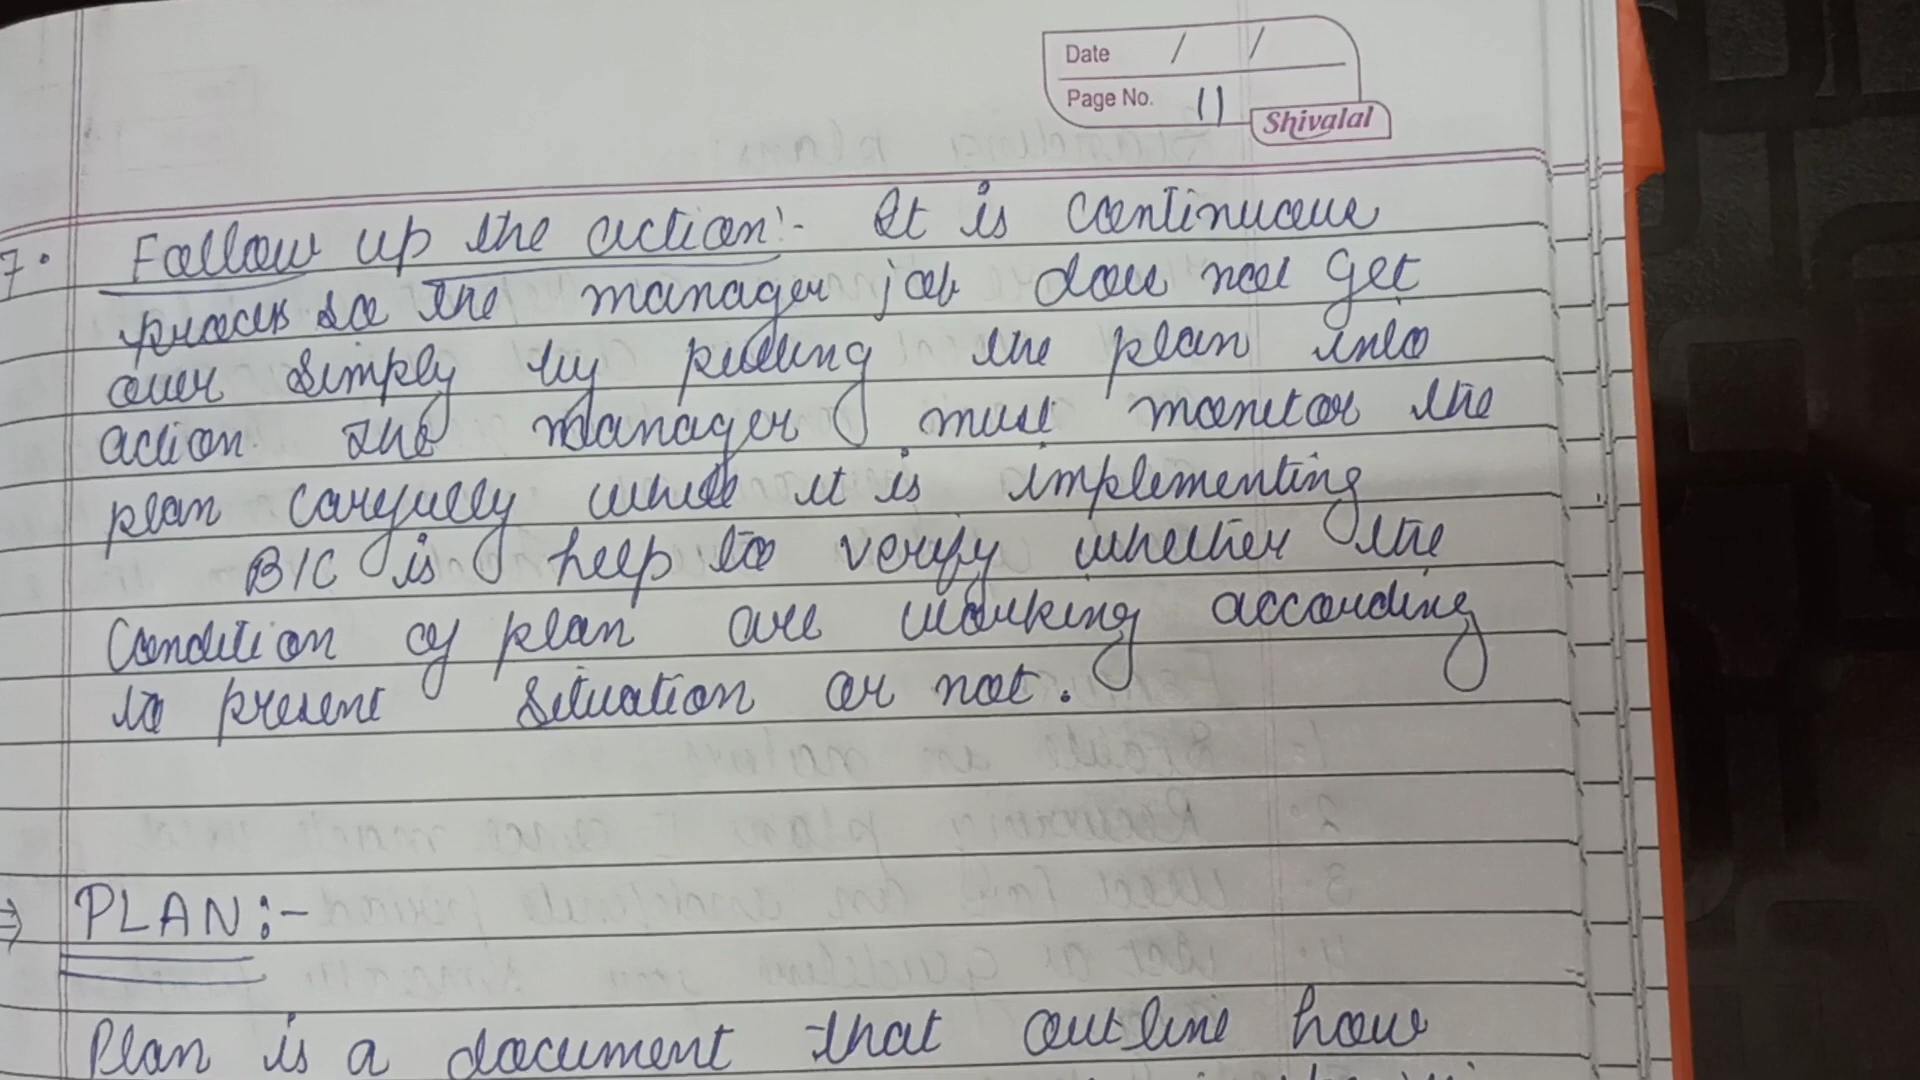 Date / /
Page No. 11
Shivalal
7. Follow up the action:- It is continuous
process so the manager job does not get
over simply by putting the plan into
action. The manager must monitor the
plan carefully while it is implementing
B/C is help to verify whether the
Condition of plan are working according
to present situation or not.
⇒ PLAN:-
Plan is a document that outline how